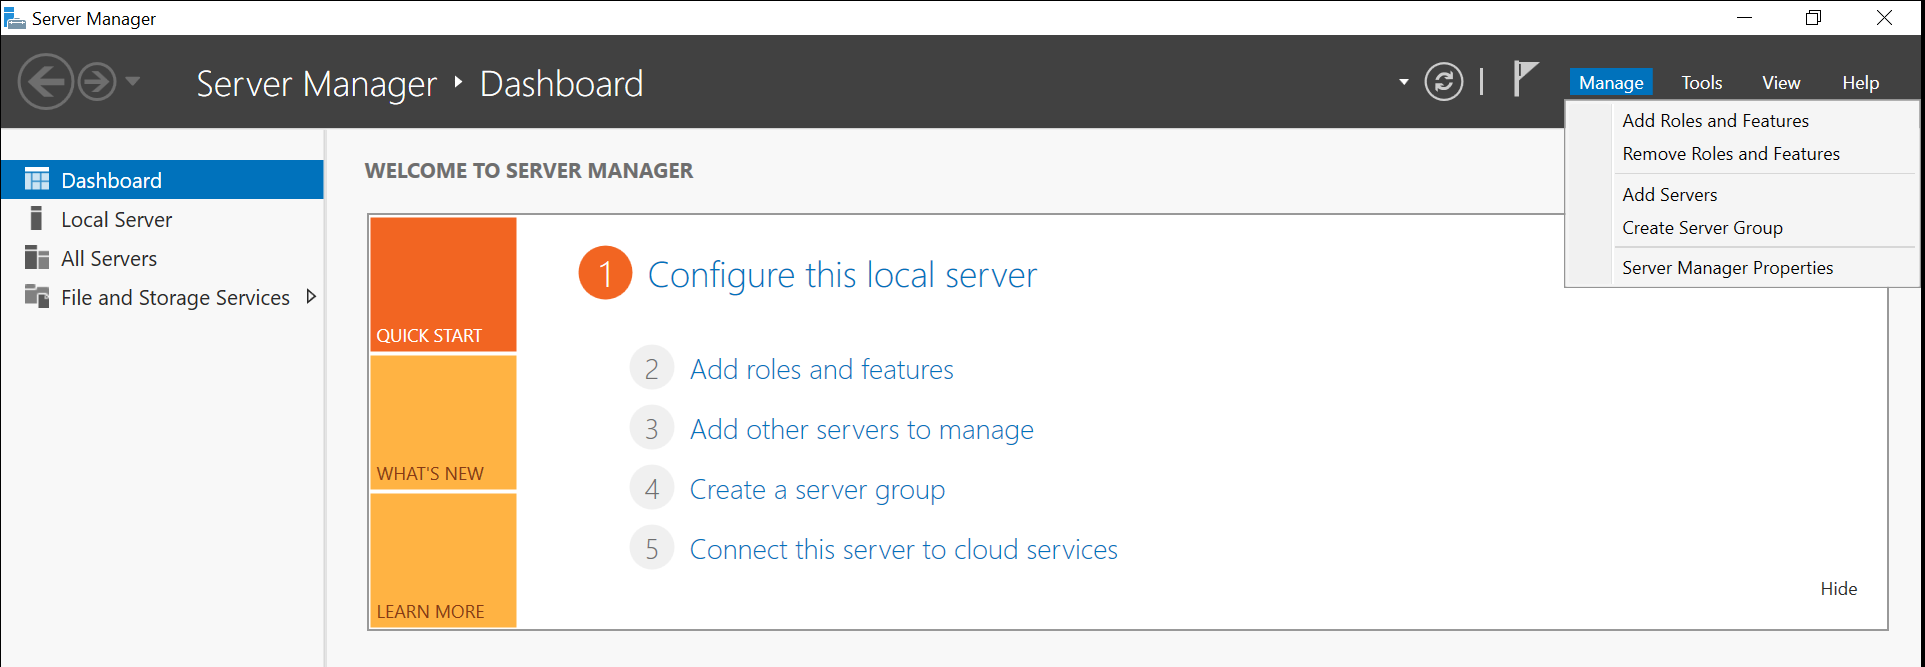 Server Manager
Server Manager ‣ Dashboard
Manage Tools View Help
Add Roles and Features
Remove Roles and Features
Add Servers
Create Server Group
Server Manager Properties
Dashboard
Local Server
All Servers
File and Storage Services
WELCOME TO SERVER MANAGER
QUICK START
WHAT'S NEW
LEARN MORE
1 Configure this local server
2 Add roles and features
3 Add other servers to manage
4 Create a server group
5 Connect this server to cloud services
Hide